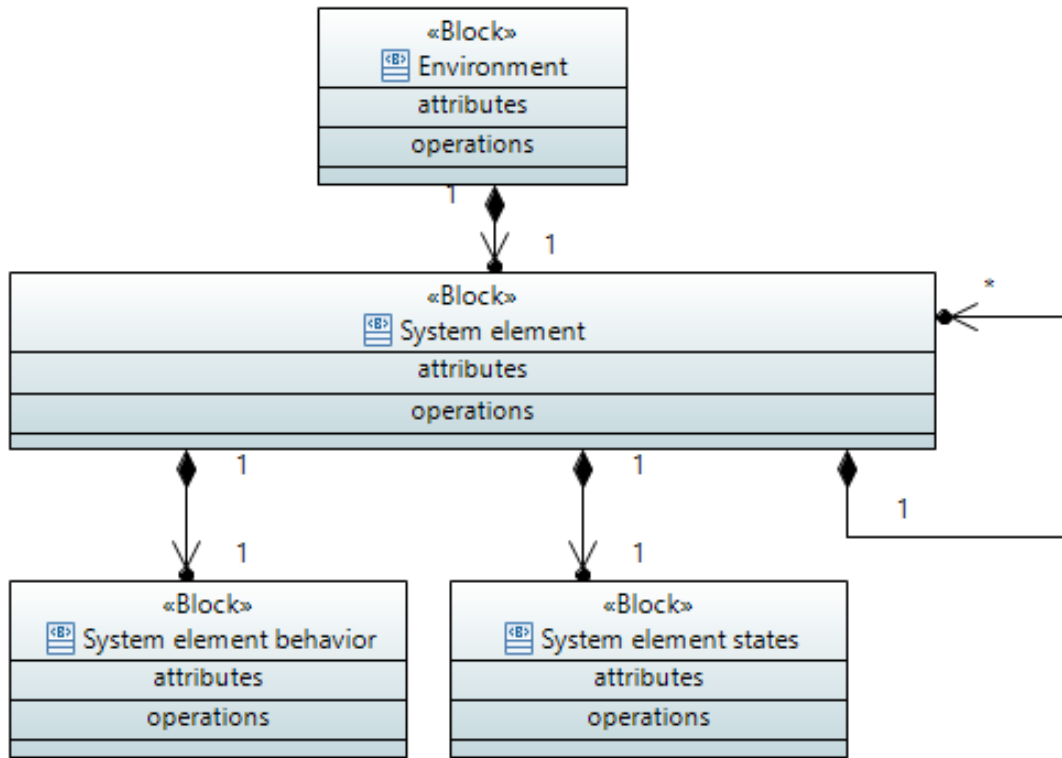 «Block»
Environment
attributes
operations
1
1
«Block»
System element
attributes
operations
*
1
1
1
1
1
«Block»
System element behavior
attributes
operations
«Block»
System element states
attributes
operations